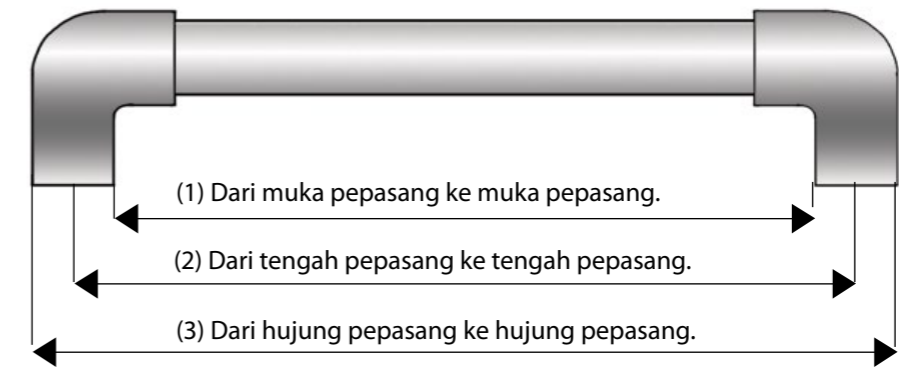 (1) Dari muka pepasang ke muka pepasang.
(2) Dari tengah pepasang ke tengah pepasang.
(3) Dari hujung pepasang ke hujung pepasang.